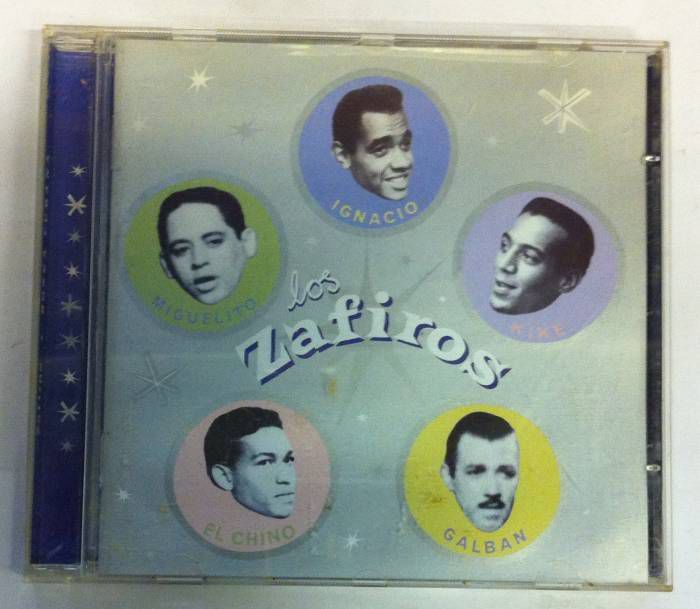 IGNACIO
MIGUELITO
KIKE
los
Zafiros
EL CHINO
GALBAN